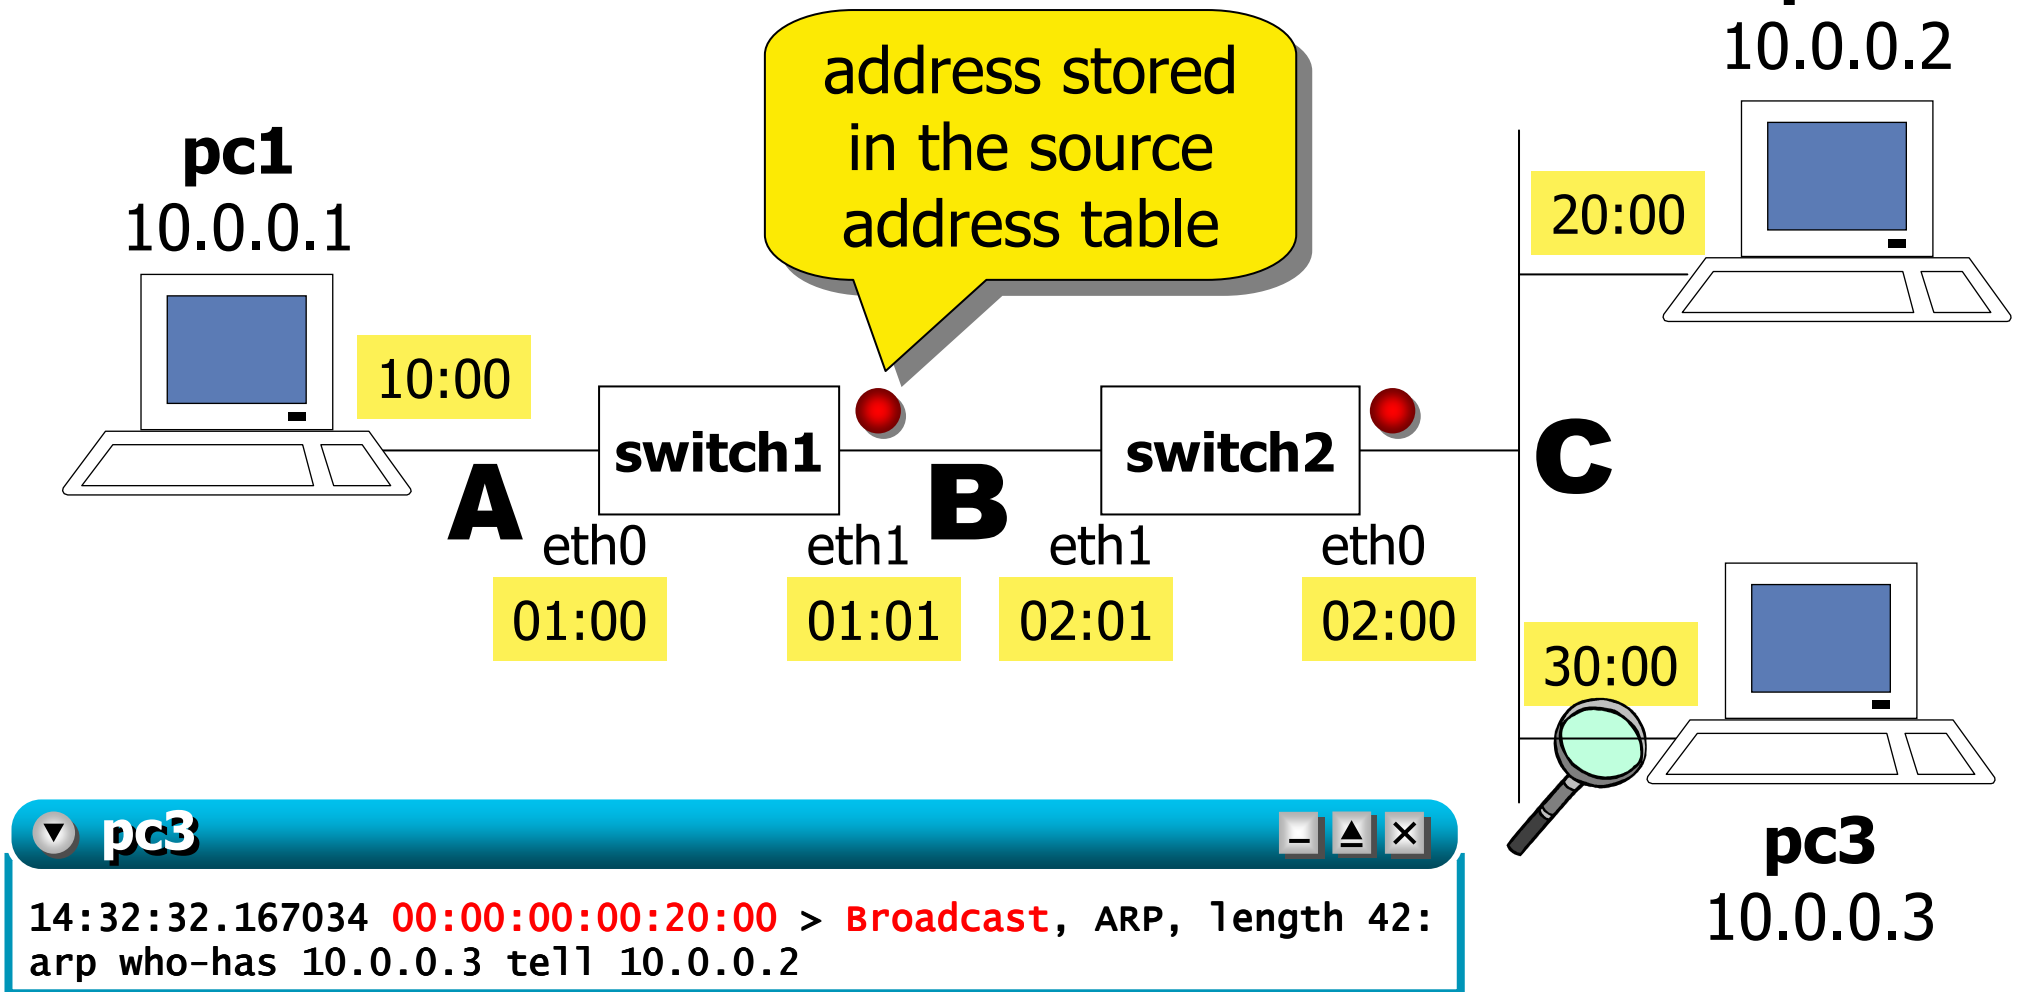 10.0.0.2
address stored
in the source
address table
pc1
10.0.0.1
20:00
10:00
switch1
switch2
A
B
C
eth0
eth1
eth1
eth0
01:00
01:01
02:01
02:00
30:00
pc3
10.0.0.3
pc3
14:32:32.167034 00:00:00:00:20:00 > Broadcast, ARP, length 42:
arp who-has 10.0.0.3 tell 10.0.0.2